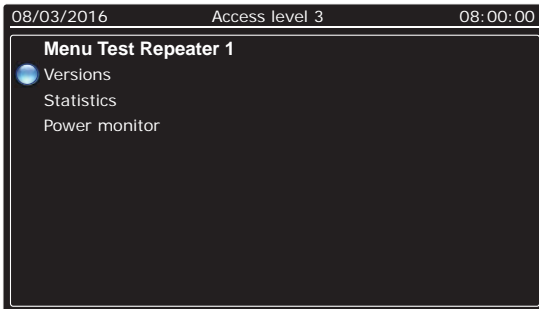 08/03/2016 Access level 3 08:00:00
Menu Test Repeater 1
Versions
Statistics
Power monitor